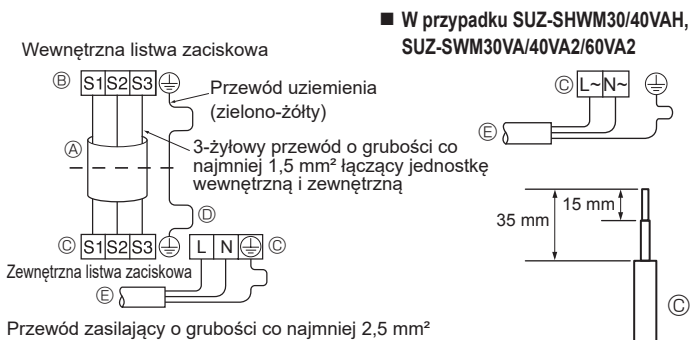 ■ W przypadku SUZ-SHWM30/40VAH,
SUZ-SWM30VA/40VA2/60VA2
Wewnętrzna listwa zaciskowa
Ⓑ S1 S2 S3
Przewód uziemienia
(zielono-żółty)
Ⓐ
3-żyłowy przewód o grubości co
najmniej 1,5 mm² łączący jednostkę
wewnętrzną i zewnętrzną
Ⓓ
Ⓒ S1 S2 S3
L N Ⓒ
Zewnętrzna listwa zaciskowa
Ⓔ
Przewód zasilający o grubości co najmniej 2,5 mm²
Ⓒ L~ N~
Ⓔ
15 mm
35 mm
Ⓒ